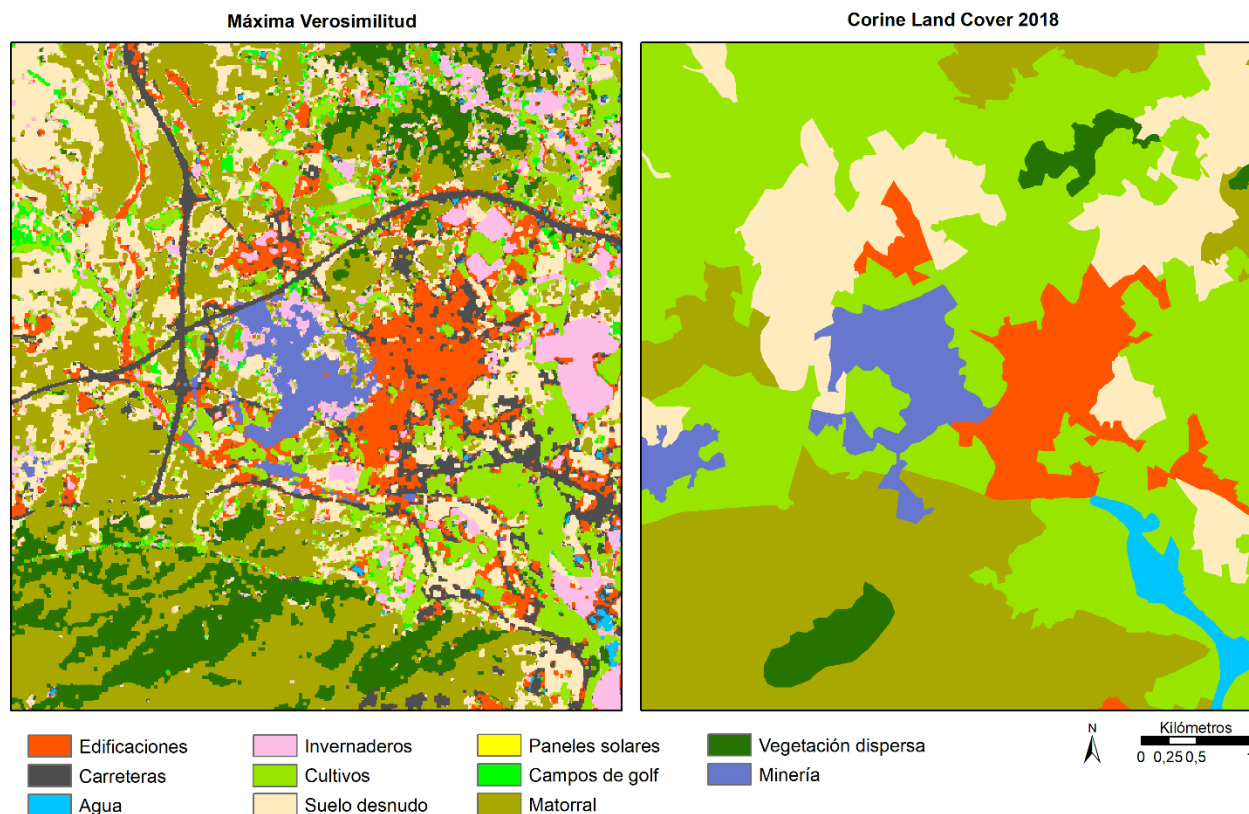 Máxima Verosimilitud
Corine Land Cover 2018
Edificaciones
Invernaderos
Paneles solares
Vegetación dispersa
Carreteras
Cultivos
Campos de golf
Minería
Agua
Suelo desnudo
Matorral
N
Kilómetros
0 0,25 0,5